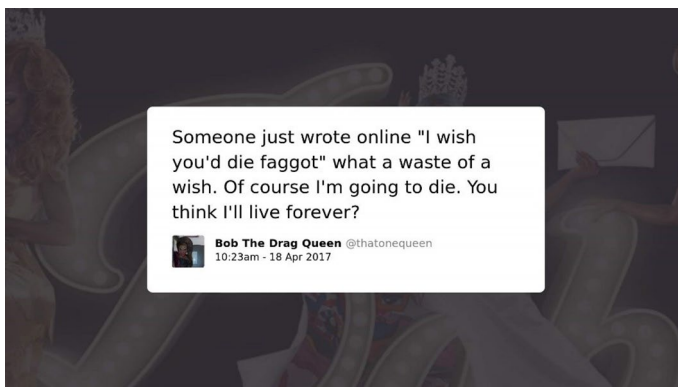 Someone just wrote online "I wish
you'd die faggot" what a waste of a
wish. Of course I'm going to die. You
think I'll live forever?
Bob The Drag Queen @thatonequeen
10:23am - 18 Apr 2017